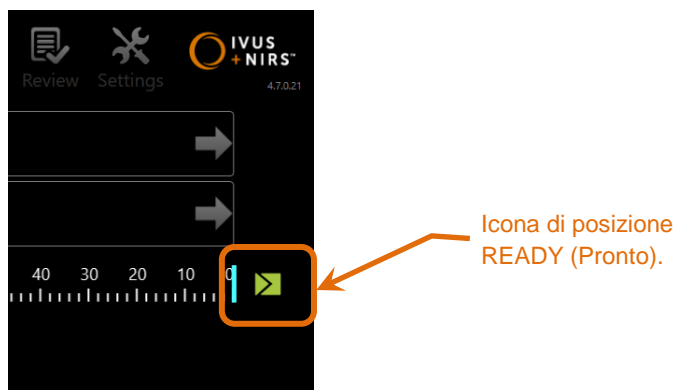 IVUS
+NIRS™
Review Settings
4.7.0.21
Icona di posizione
READY (Pronto).
40 30 20 10 0